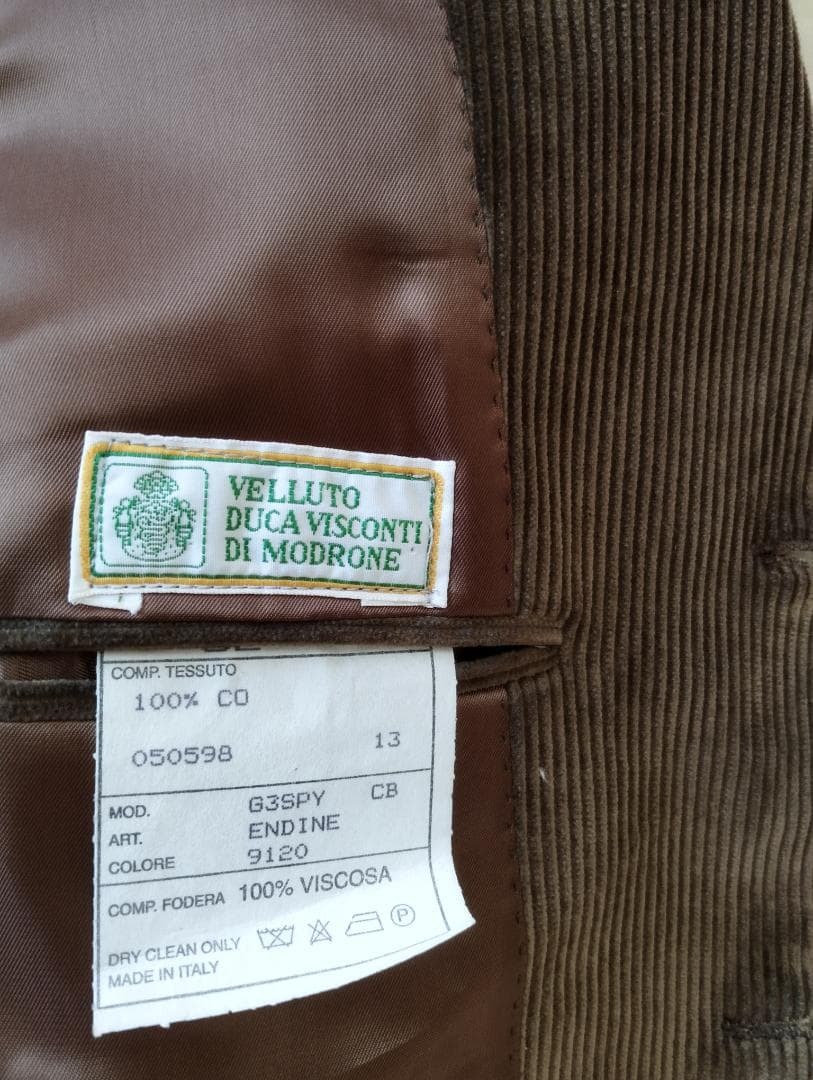 VELLUTO
DUCA VISCONTI
DI MODRONE
COMP. TESSUTO
100% CO
050598 13
MOD. G3SPY CB
ART. ENDINE
COLORE 9120
COMP. FODERA 100% VISCOSA
DRY CLEAN ONLY P
MADE IN ITALY